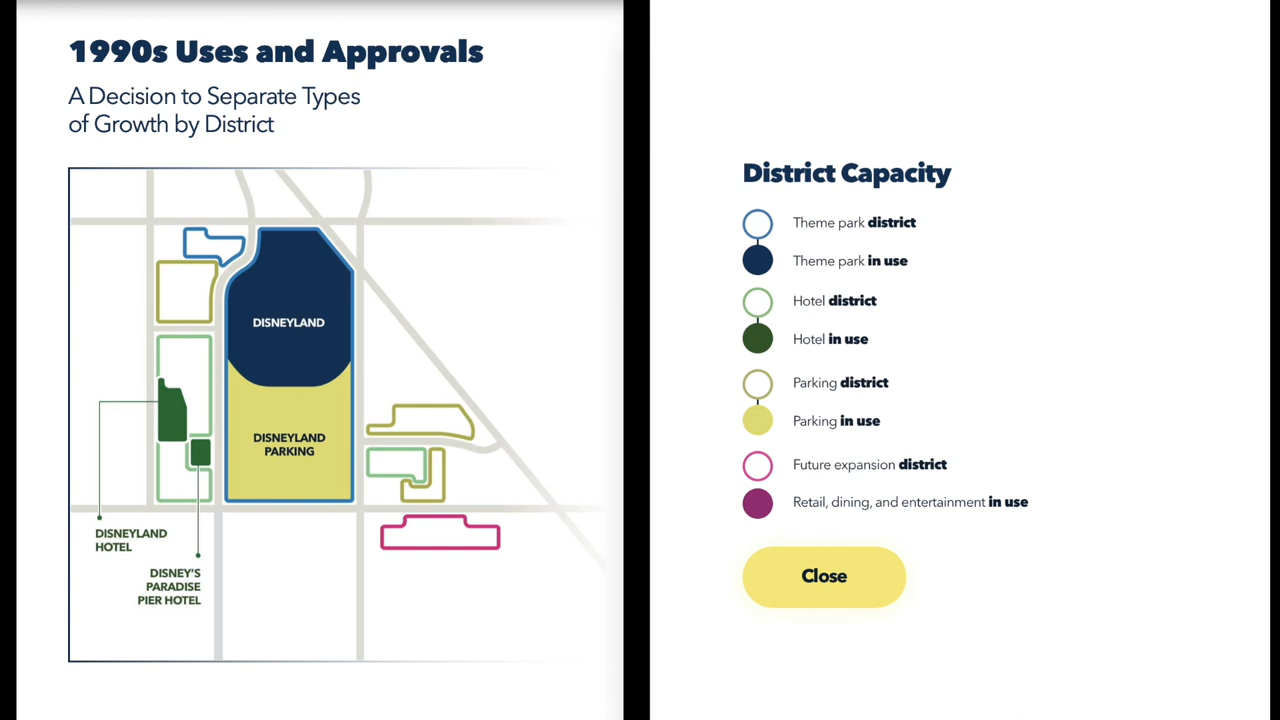 1990s Uses and Approvals
A Decision to Separate Types
of Growth by District
DISNEYLAND
DISNEYLAND
PARKING
DISNEYLAND
HOTEL
DISNEY'S
PARADISE
PIER HOTEL
District Capacity
Theme park district
Theme park in use
Hotel district
Hotel in use
Parking district
Parking in use
Future expansion district
Retail, dining, and entertainment in use
Close